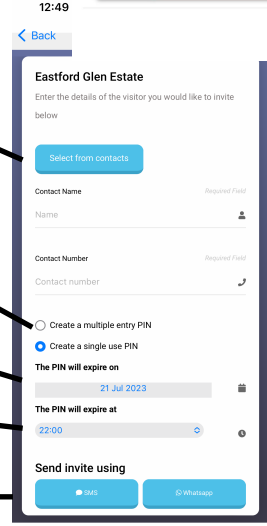 12:49
Back
Eastford Glen Estate
Enter the details of the visitor you would like to invite
below
Select from contacts
Contact Name Required Field
Name
Contact Number Required Field
Contact number
Create a multiple entry PIN
Create a single use PIN
The PIN will expire on
21 Jul 2023
The PIN will expire at
22:00
Send invite using
SMS Whatsapp